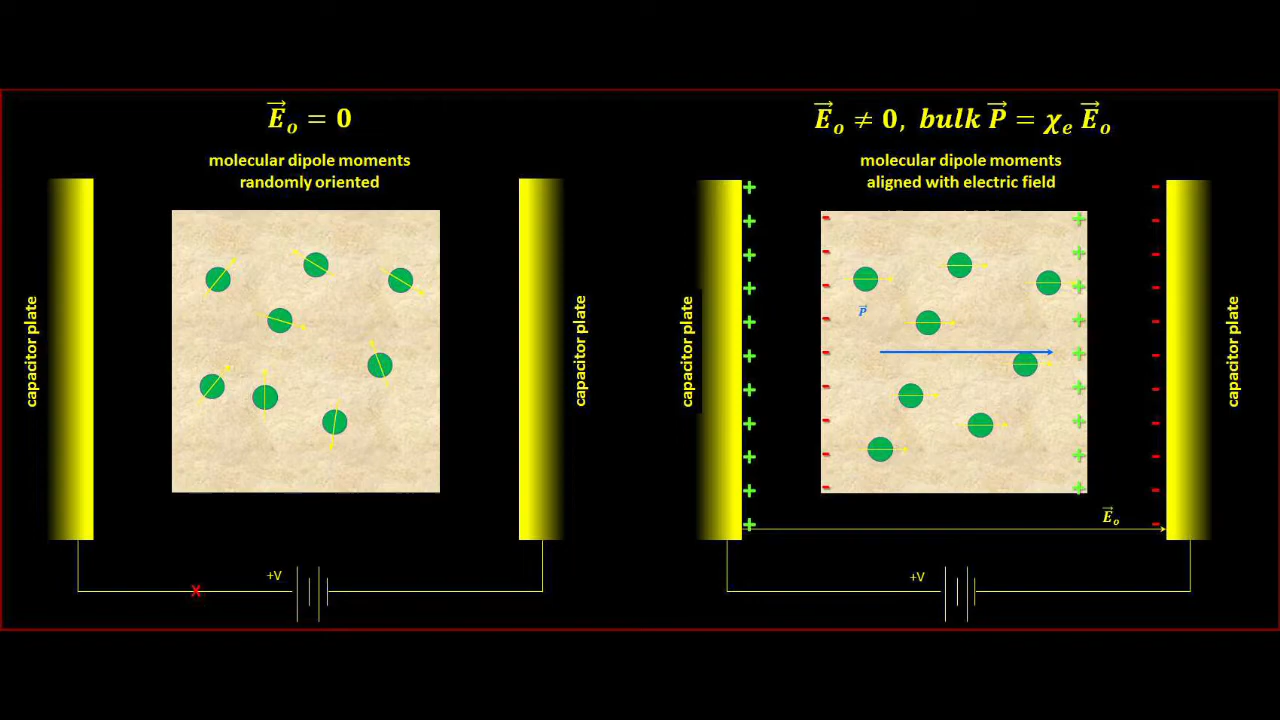 E⃗ₒ = 0
molecular dipole moments
randomly oriented
capacitor plate
capacitor plate
+V
x
E⃗ₒ ≠ 0, bulk P⃗ = χₑ E⃗ₒ
molecular dipole moments
aligned with electric field
capacitor plate
P⃗
capacitor plate
E⃗ₒ
+V